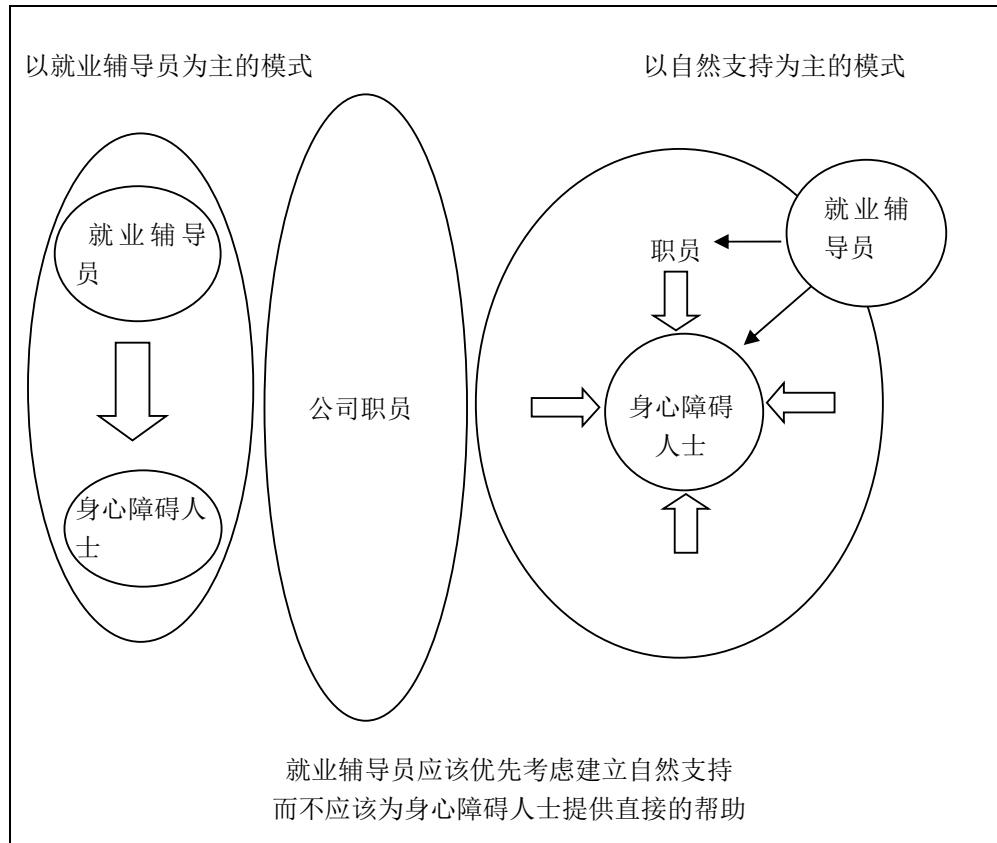 以就业辅导员为主的模式
以自然支持为主的模式
就业辅导
员
身心障碍人
士
公司职员
职员
就业辅
导员
身心障碍
人士
就业辅导员应该优先考虑建立自然支持
而不应该为身心障碍人士提供直接的帮助